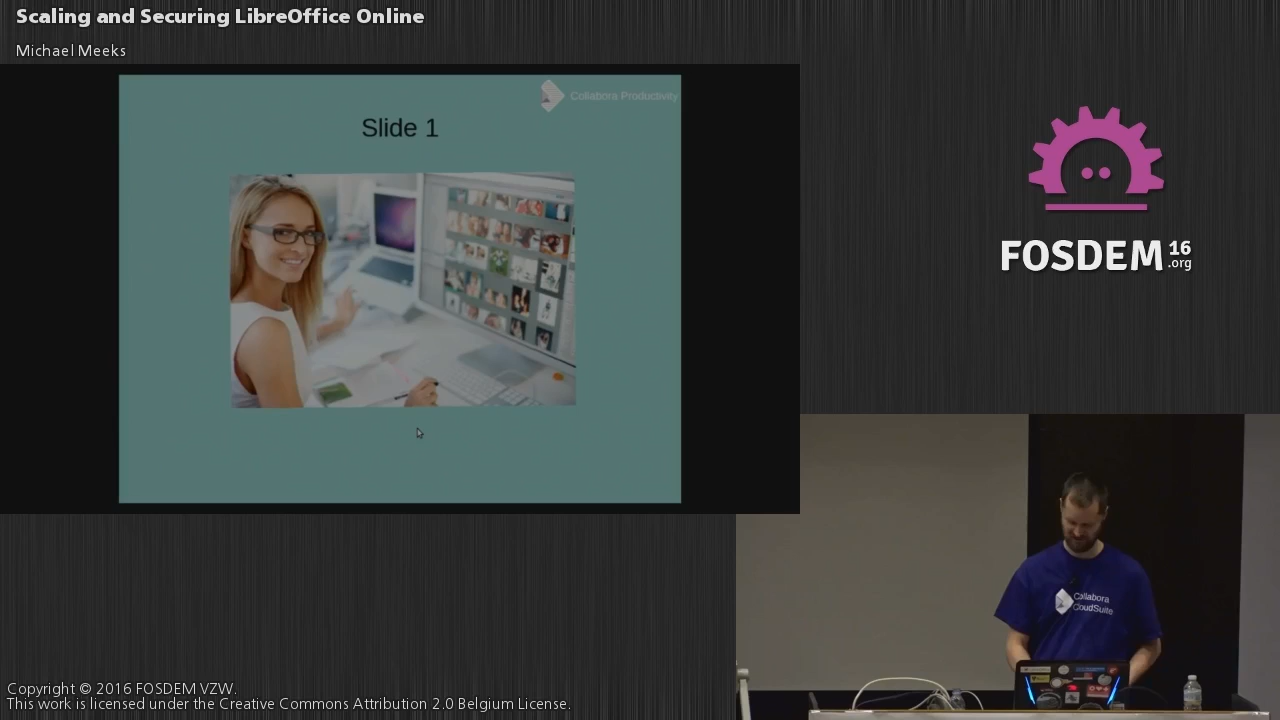 Scaling and Securing LibreOffice Online
Michael Meeks
Collabora Productivity
Slide 1
FOSDEM 16
.org
Collabora
CloudSuite
Copyright © 2016 FOSDEM VZW.
This work is licensed under the Creative Commons Attribution 2.0 Belgium License.